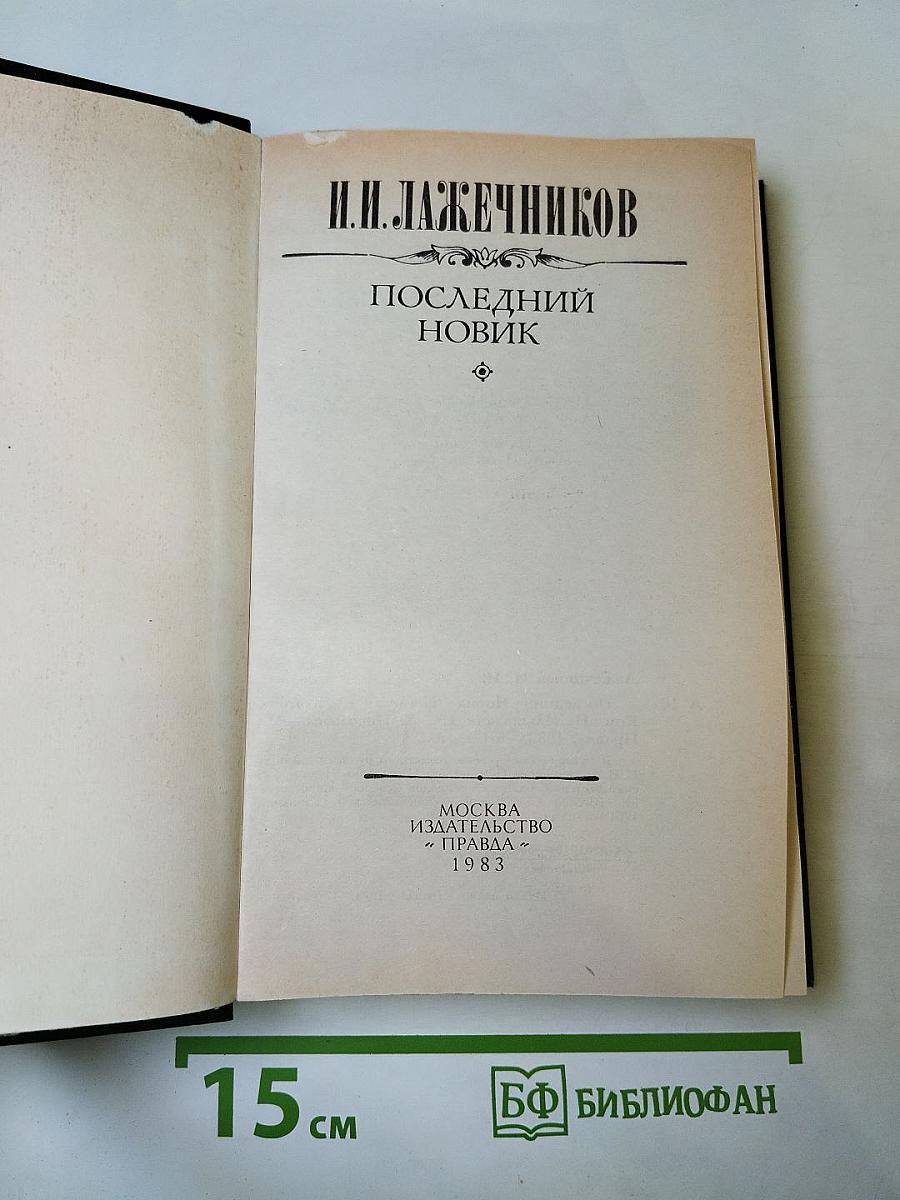 И.И.ЛАЖЕЧНИКОВ
ПОСЛЕДНИЙ
НОВИК
МОСКВА
ИЗДАТЕЛЬСТВО
„ПРАВДА"
1983
15 см
БФ БИБЛИОФАН